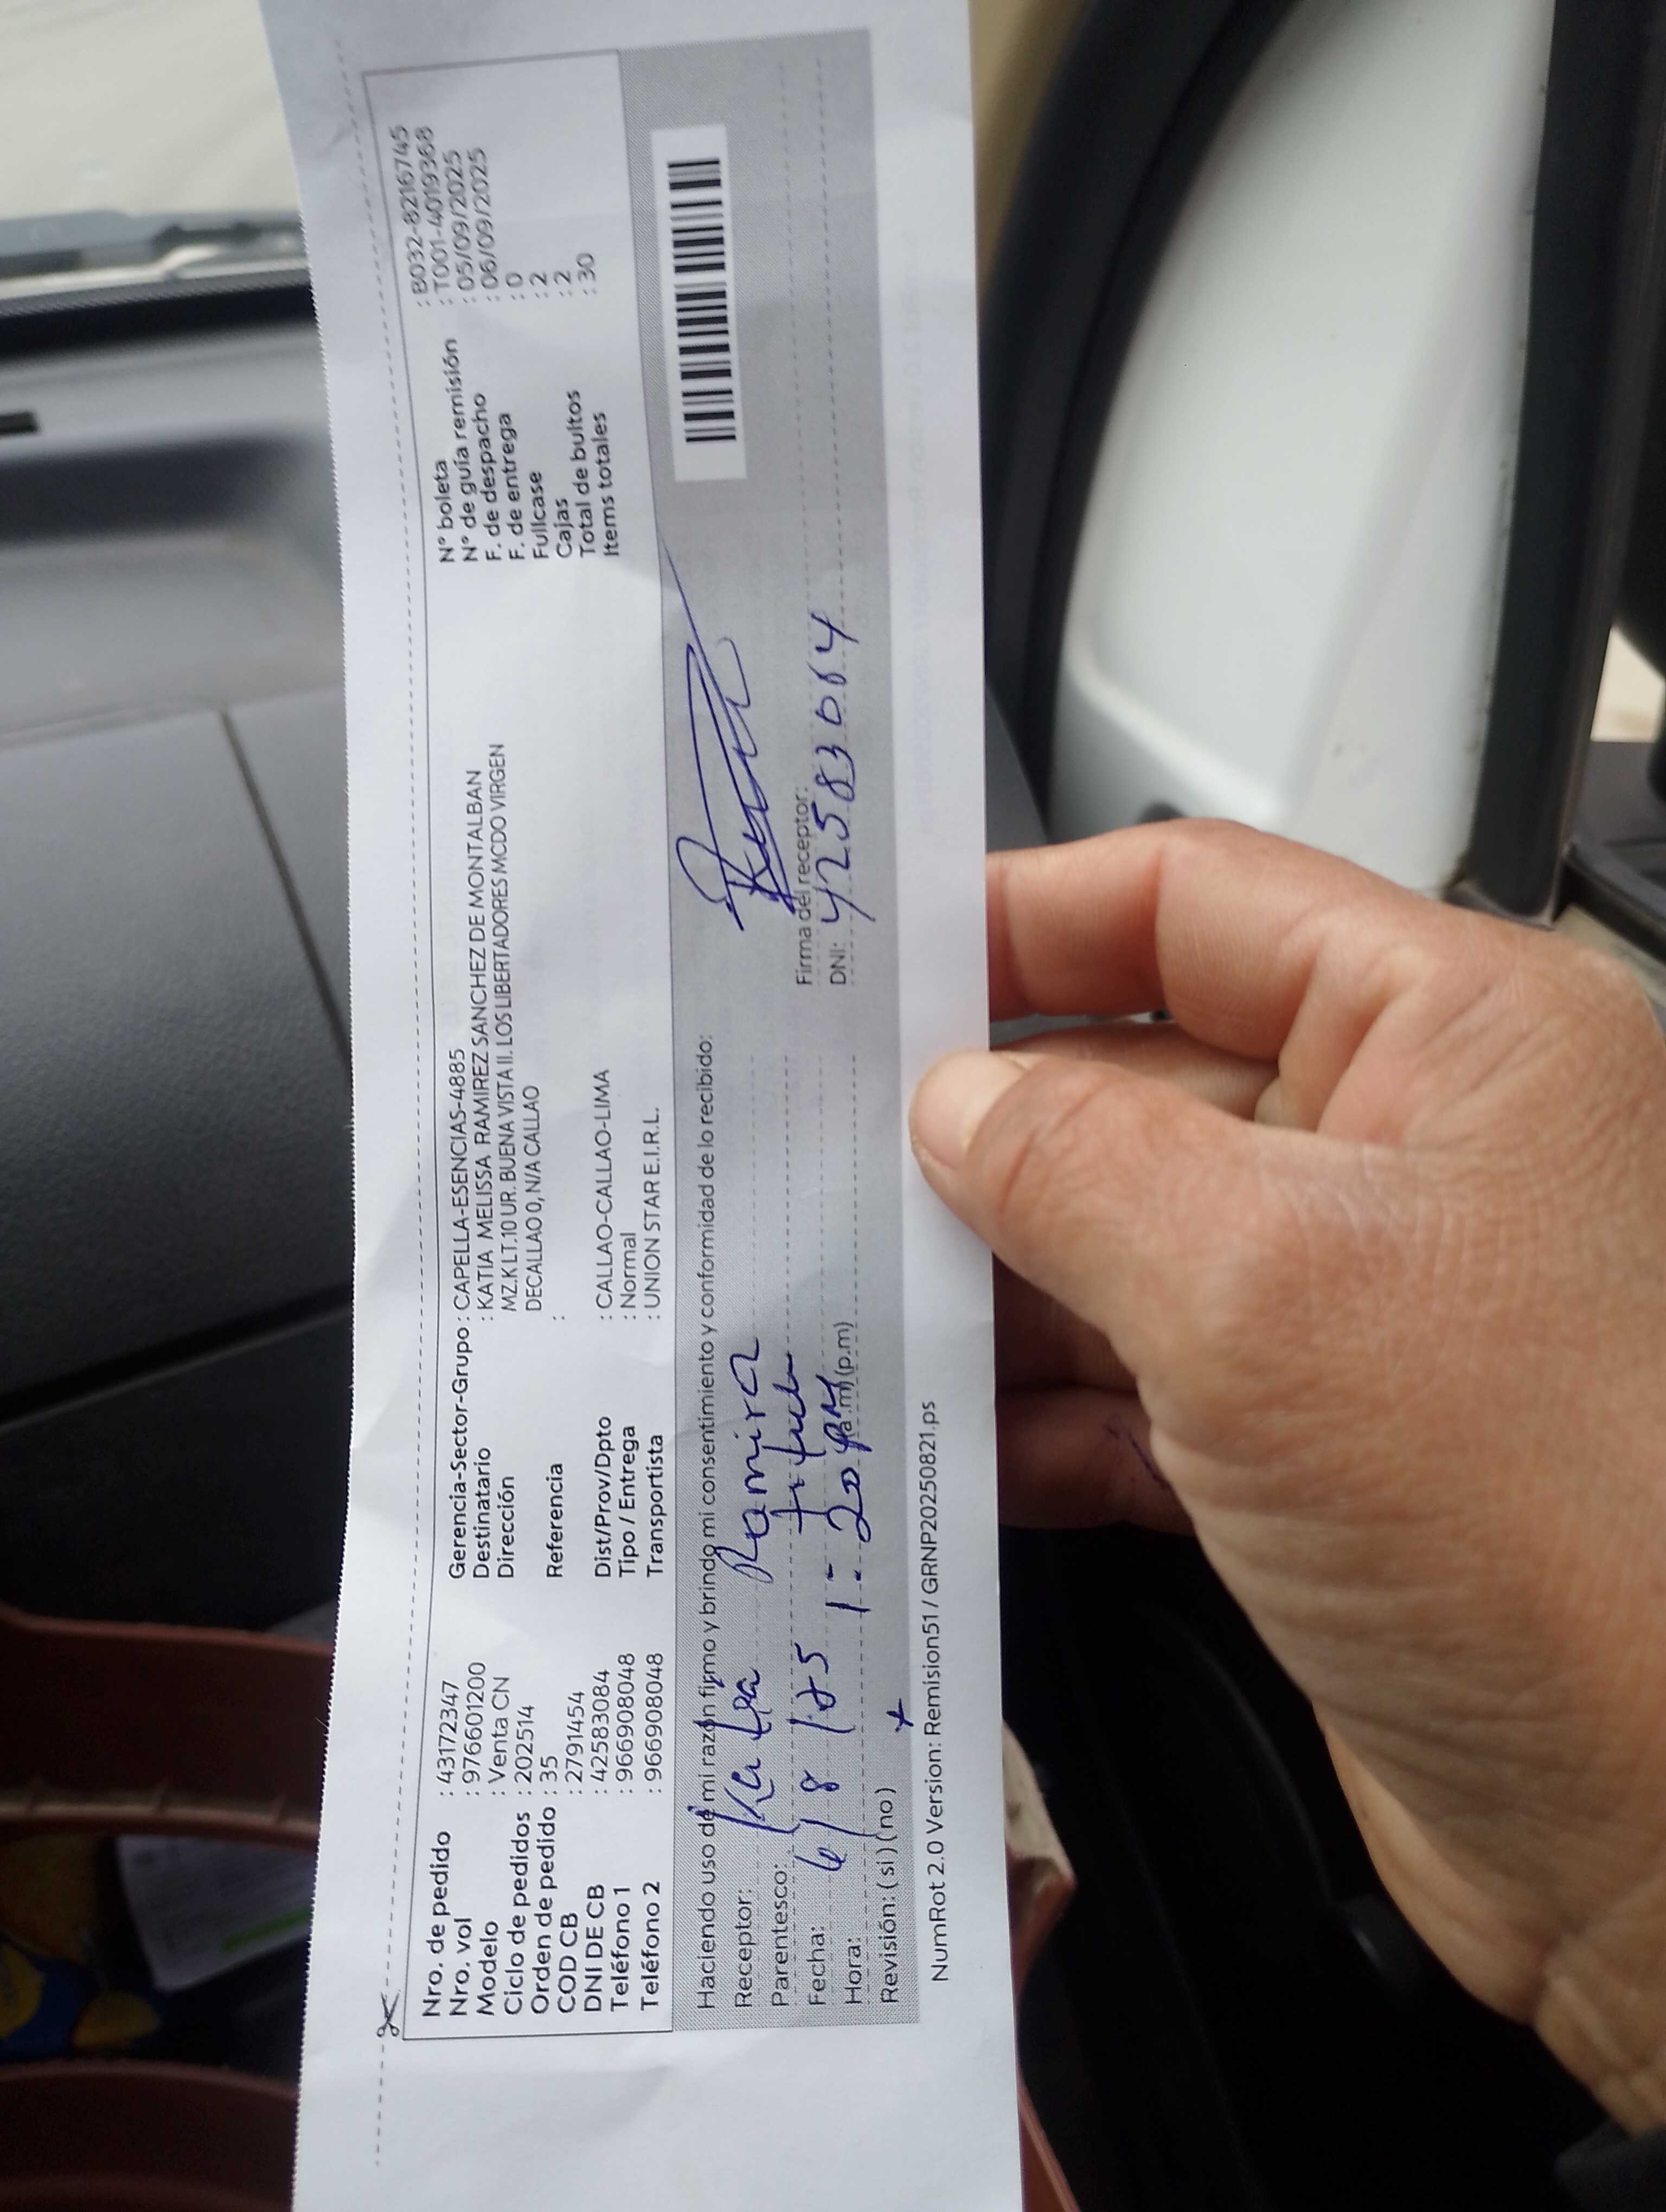 Nro. de pedido : 43172347
Nro. vol : 976601200
Modelo : Venta CN
Ciclo de pedidos : 202514
Orden de pedido : 35
COD CB : 2791454
DNI DE CB : 42583084
Teléfono 1 : 966908048
Teléfono 2 : 966908048
Gerencia-Sector-Grupo : CAPELLA-ESENCIAS-4885
Destinatario : KATIA MELISSA RAMIREZ SANCHEZ DE MONTALBAN
Dirección MZ.K LT.10 UR. BUENA VISTA II. LOS LIBERTADORES MCDO VIRGEN
DECALLAO 0, N/A CALLAO
Referencia :
Dist/Prov/Dpto : CALLAO-CALLAO-LIMA
Tipo / Entrega : Normal
Transportista : UNION STAR E.I.R.L.
N° boleta : B032-8216745
N° de guía remisión : T001-4019368
F. de despacho : 05/09/2025
F. de entrega : 06/09/2025
Fullcase : 0
Cajas : 2
Total de bultos : 2
Items totales : 30
Haciendo uso de mi razón firmo y brindo mi consentimiento y conformidad de lo recibido:
Receptor: Katia Ramirez
Parentesco: titular
Fecha: 6/8/25
Hora: 1:20 PM (a.m) (p.m)
Revisión: ( si ) ( no ) x
Firma del receptor:
DNI: 42583064
NumRot 2.0 Version: Remision51 / GRNP20250821.ps